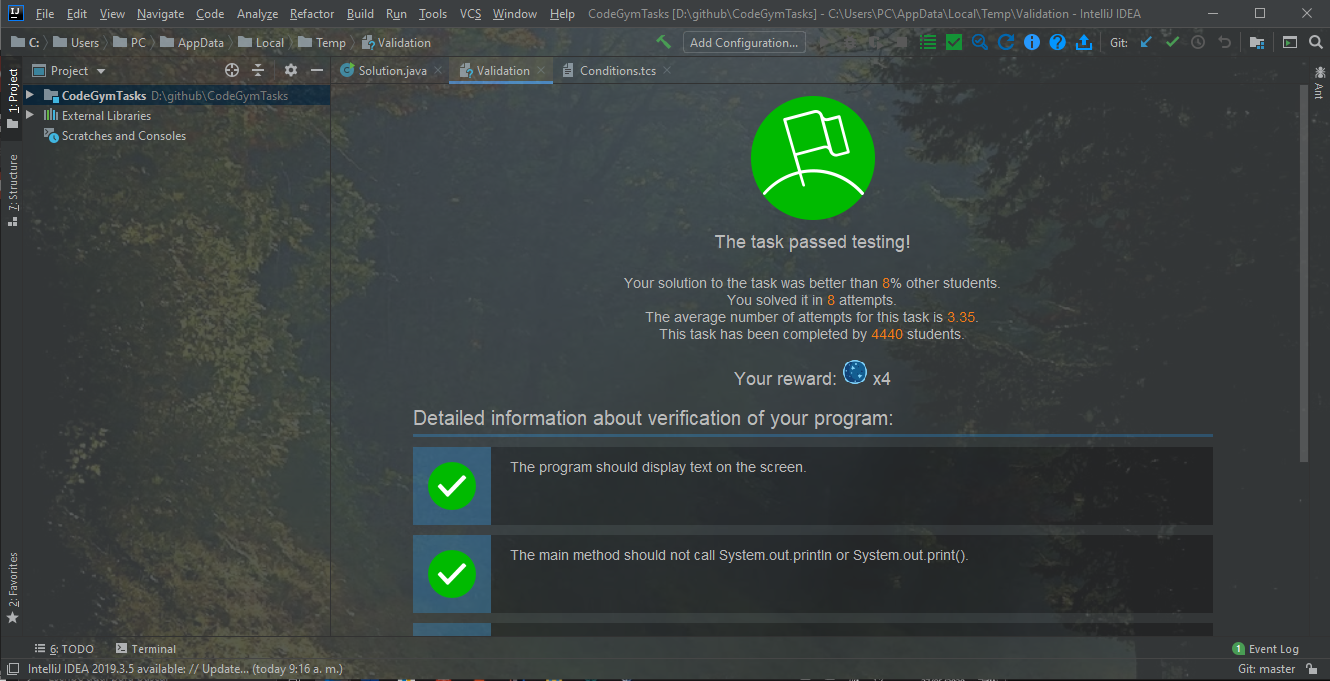 IJ File Edit View Navigate Code Analyze Refactor Build Run Tools VCS Window Help CodeGymTasks [D:\github\CodeGymTasks] - C:\Users\PC\AppData\Local\Temp\Validation - IntelliJ IDEA
C: Users PC AppData Local Temp Validation Add Configuration... Git:
Project Solution.java Validation Conditions.tcs
1: Project
7: Structure
2: Favorites
Ant
CodeGymTasks D:\github\CodeGymTasks
External Libraries
Scratches and Consoles
The task passed testing!
Your solution to the task was better than 8% other students.
You solved it in 8 attempts.
The average number of attempts for this task is 3.35.
This task has been completed by 4440 students.
Your reward: x4
Detailed information about verification of your program:
The program should display text on the screen.
The main method should not call System.out.println or System.out.print().
6: TODO Terminal 1 Event Log
IntelliJ IDEA 2019.3.5 available: // Update... (today 9:16 a. m.) Git: master